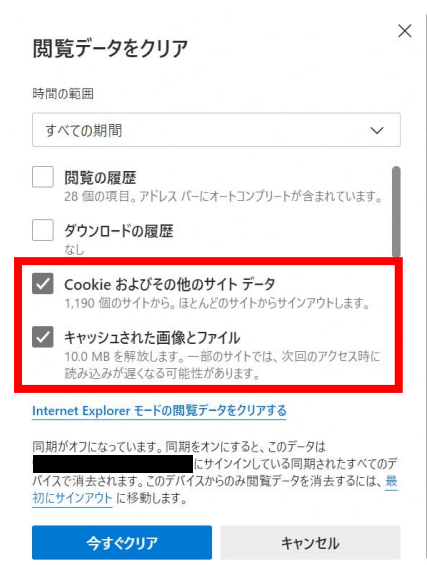 閲覧データをクリア
時間の範囲
すべての期間
閲覧の履歴
28 個の項目。アドレス バーにオートコンプリートが含まれています。
ダウンロードの履歴
なし
Cookie およびその他のサイト データ
1,190 個のサイトから。ほとんどのサイトからサインアウトします。
キャッシュされた画像とファイル
10.0 MB を解放します。一部のサイトでは、次回のアクセス時に
読み込みが遅くなる可能性があります。
Internet Explorer モードの閲覧データをクリアする
同期がオフになっています。同期をオンにすると、このデータは
にサインインしている同期されたすべてのデ
バイスで消去されます。このデバイスからのみ閲覧データを消去するには、最
初にサインアウト に移動します。
今すぐクリア
キャンセル